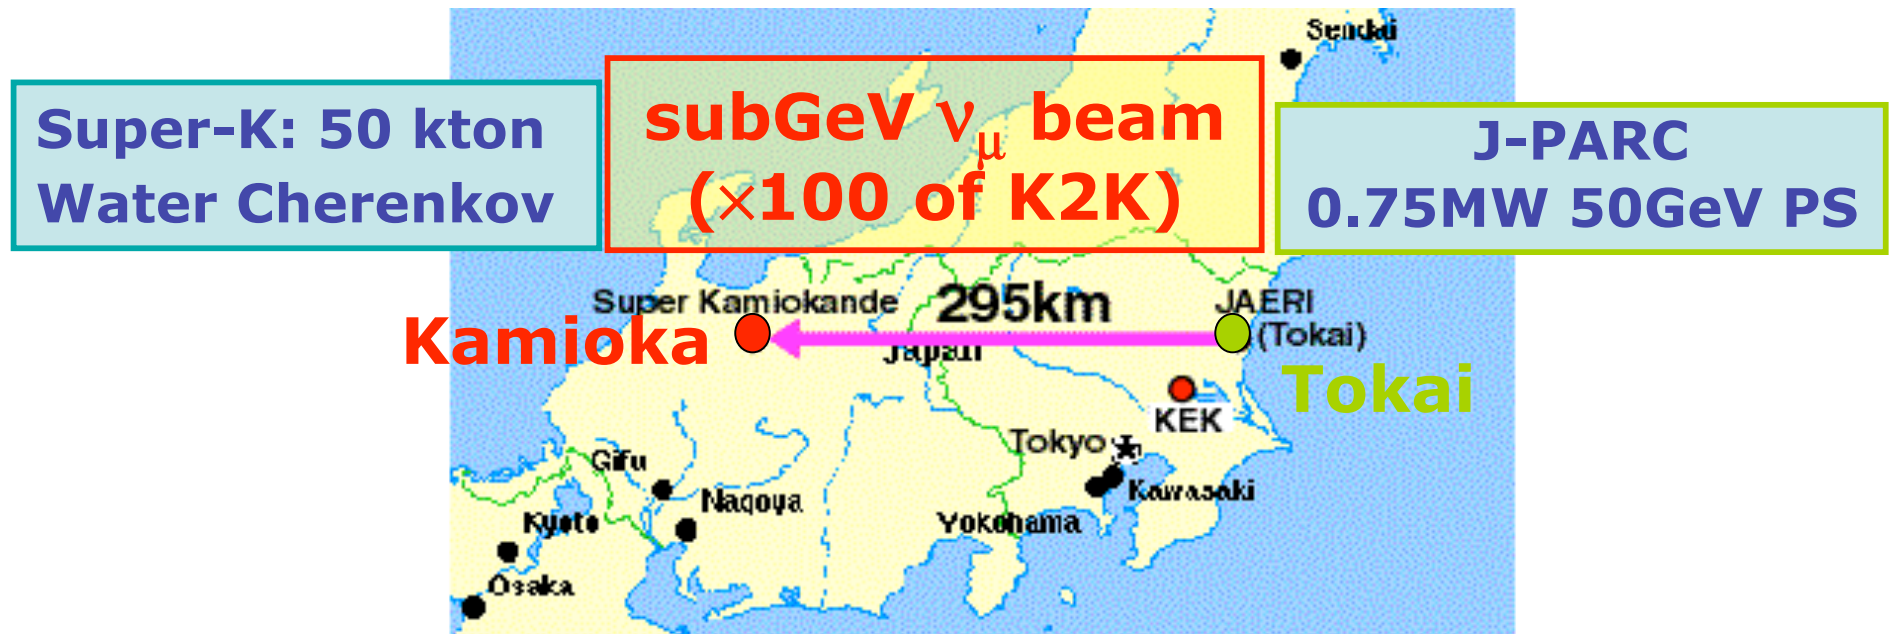 Sendai
Super-K: 50 kton
Water Cherenkov
subGeV νμ beam
(×100 of K2K)
J-PARC
0.75MW 50GeV PS
Super Kamiokande
295km
JAERI
(Tokai)
Kamioka
Japan
Tokai
KEK
Tokyo
Gifu
Nagoya
Kawasaki
Kyoto
Yokohama
Osaka